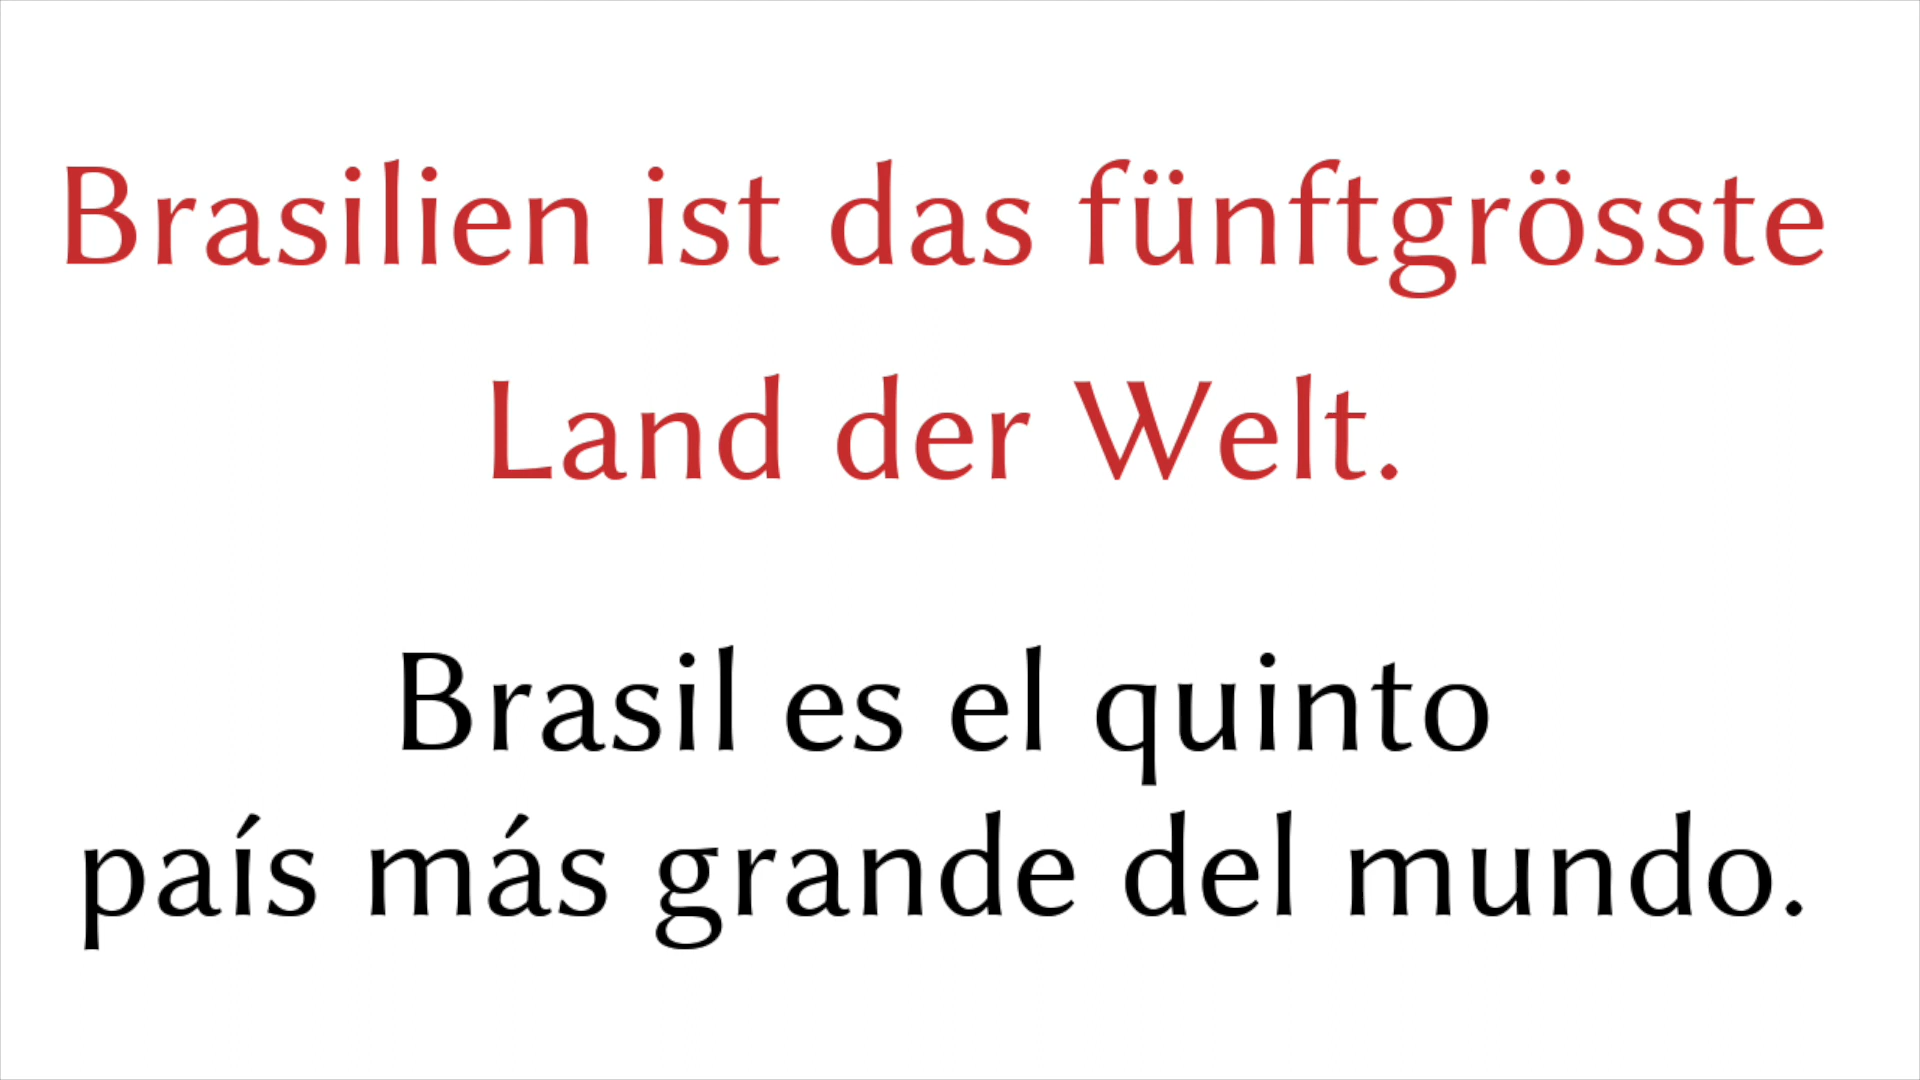 Brasilien ist das fünftgrösste
Land der Welt.
Brasil es el quinto
país más grande del mundo.